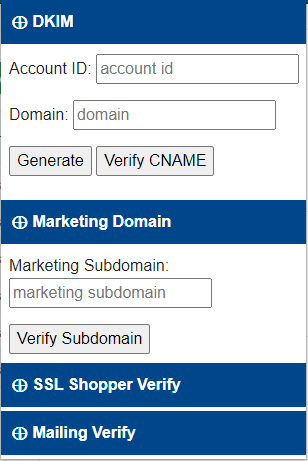 DKIM
Account ID: account id
Domain: domain
Generate Verify CNAME
Marketing Domain
Marketing Subdomain:
marketing subdomain
Verify Subdomain
SSL Shopper Verify
Mailing Verify